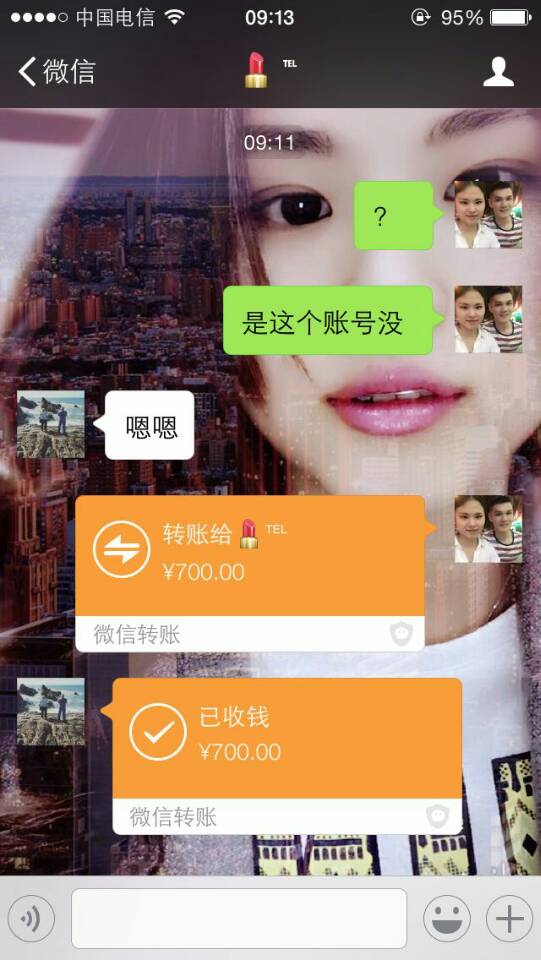 中国电信 09:13 95%
微信 💄 TEL
09:11
?
是这个账号没
嗯嗯
转账给💄TEL
¥700.00
微信转账
已收钱
¥700.00
微信转账